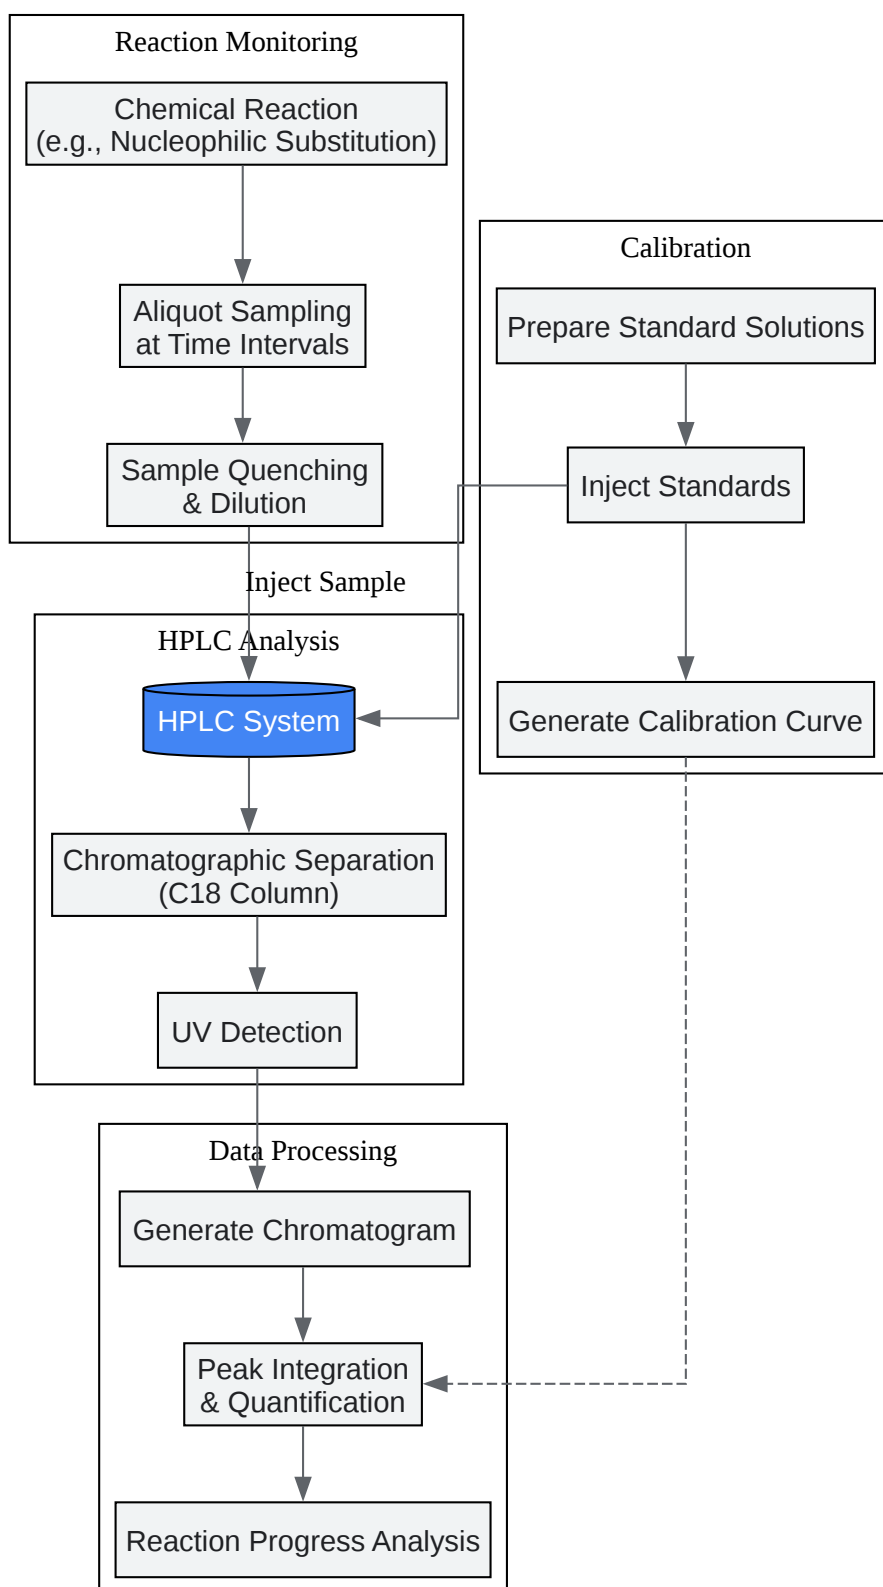 Reaction Monitoring
Chemical Reaction
(e.g., Nucleophilic Substitution)
Aliquot Sampling
at Time Intervals
Sample Quenching
& Dilution
Inject Sample
Calibration
Prepare Standard Solutions
Inject Standards
Generate Calibration Curve
HPLC Analysis
HPLC System
Chromatographic Separation
(C18 Column)
UV Detection
Data Processing
Generate Chromatogram
Peak Integration
& Quantification
Reaction Progress Analysis